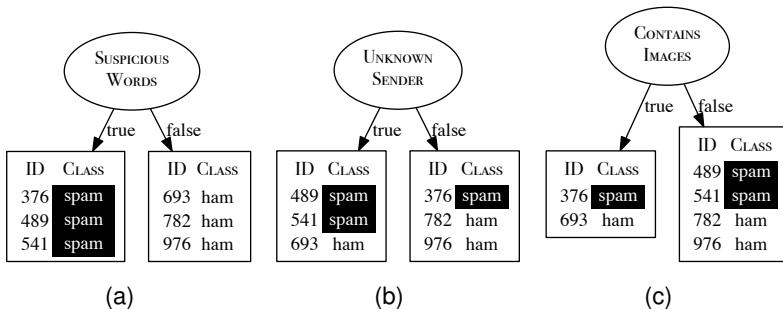 SUSPICIOUS
WORDS
true
false
ID CLASS
376 spam
489 spam
541 spam
ID CLASS
693 ham
782 ham
976 ham
(a)
UNKNOWN
SENDER
true
false
ID CLASS
489 spam
541 spam
693 ham
ID CLASS
376 spam
782 ham
976 ham
(b)
CONTAINS
IMAGES
true
false
ID CLASS
376 spam
693 ham
ID CLASS
489 spam
541 spam
782 ham
976 ham
(c)